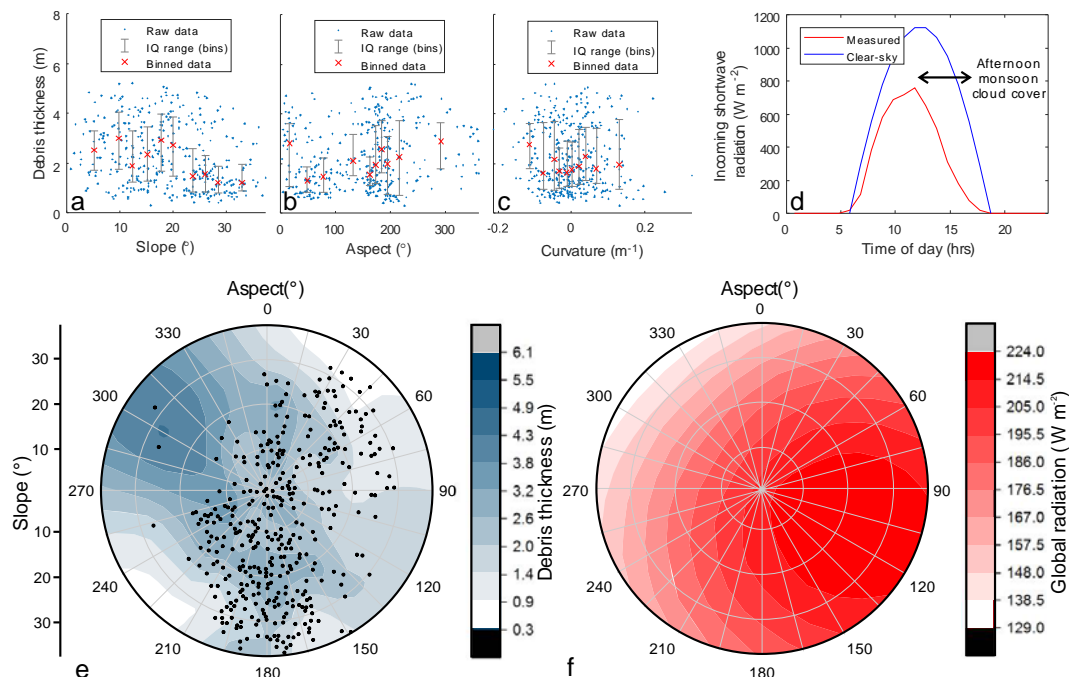 8
6
4
2
0
Debris thickness (m)
Raw data
IQ range (bins)
Binned data
a
0
10
20
30
Slope (°)
Raw data
IQ range (bins)
Binned data
b
0
100
200
300
Aspect (°)
Raw data
IQ range (bins)
Binned data
c
-0.2
0
0.2
Curvature (m-1)
1200
1000
800
600
400
200
0
Incoming shortwave
radiation (W m-2)
Measured
Clear-sky
Afternoon
monsoon
cloud cover
d
0
5
10
15
20
Time of day (hrs)
Aspect(°)
0
30
60
90
120
150
180
210
240
270
300
330
Slope (°)
30
20
10
10
20
30
e
6.1
5.5
4.9
4.3
3.8
3.2
2.6
2.0
1.4
0.9
0.3
Debris thickness (m)
Aspect(°)
0
30
60
90
120
150
180
210
240
270
300
330
f
224.0
214.5
205.0
195.5
186.0
176.5
167.0
157.5
148.0
138.5
129.0
Global radiation (W m-2)